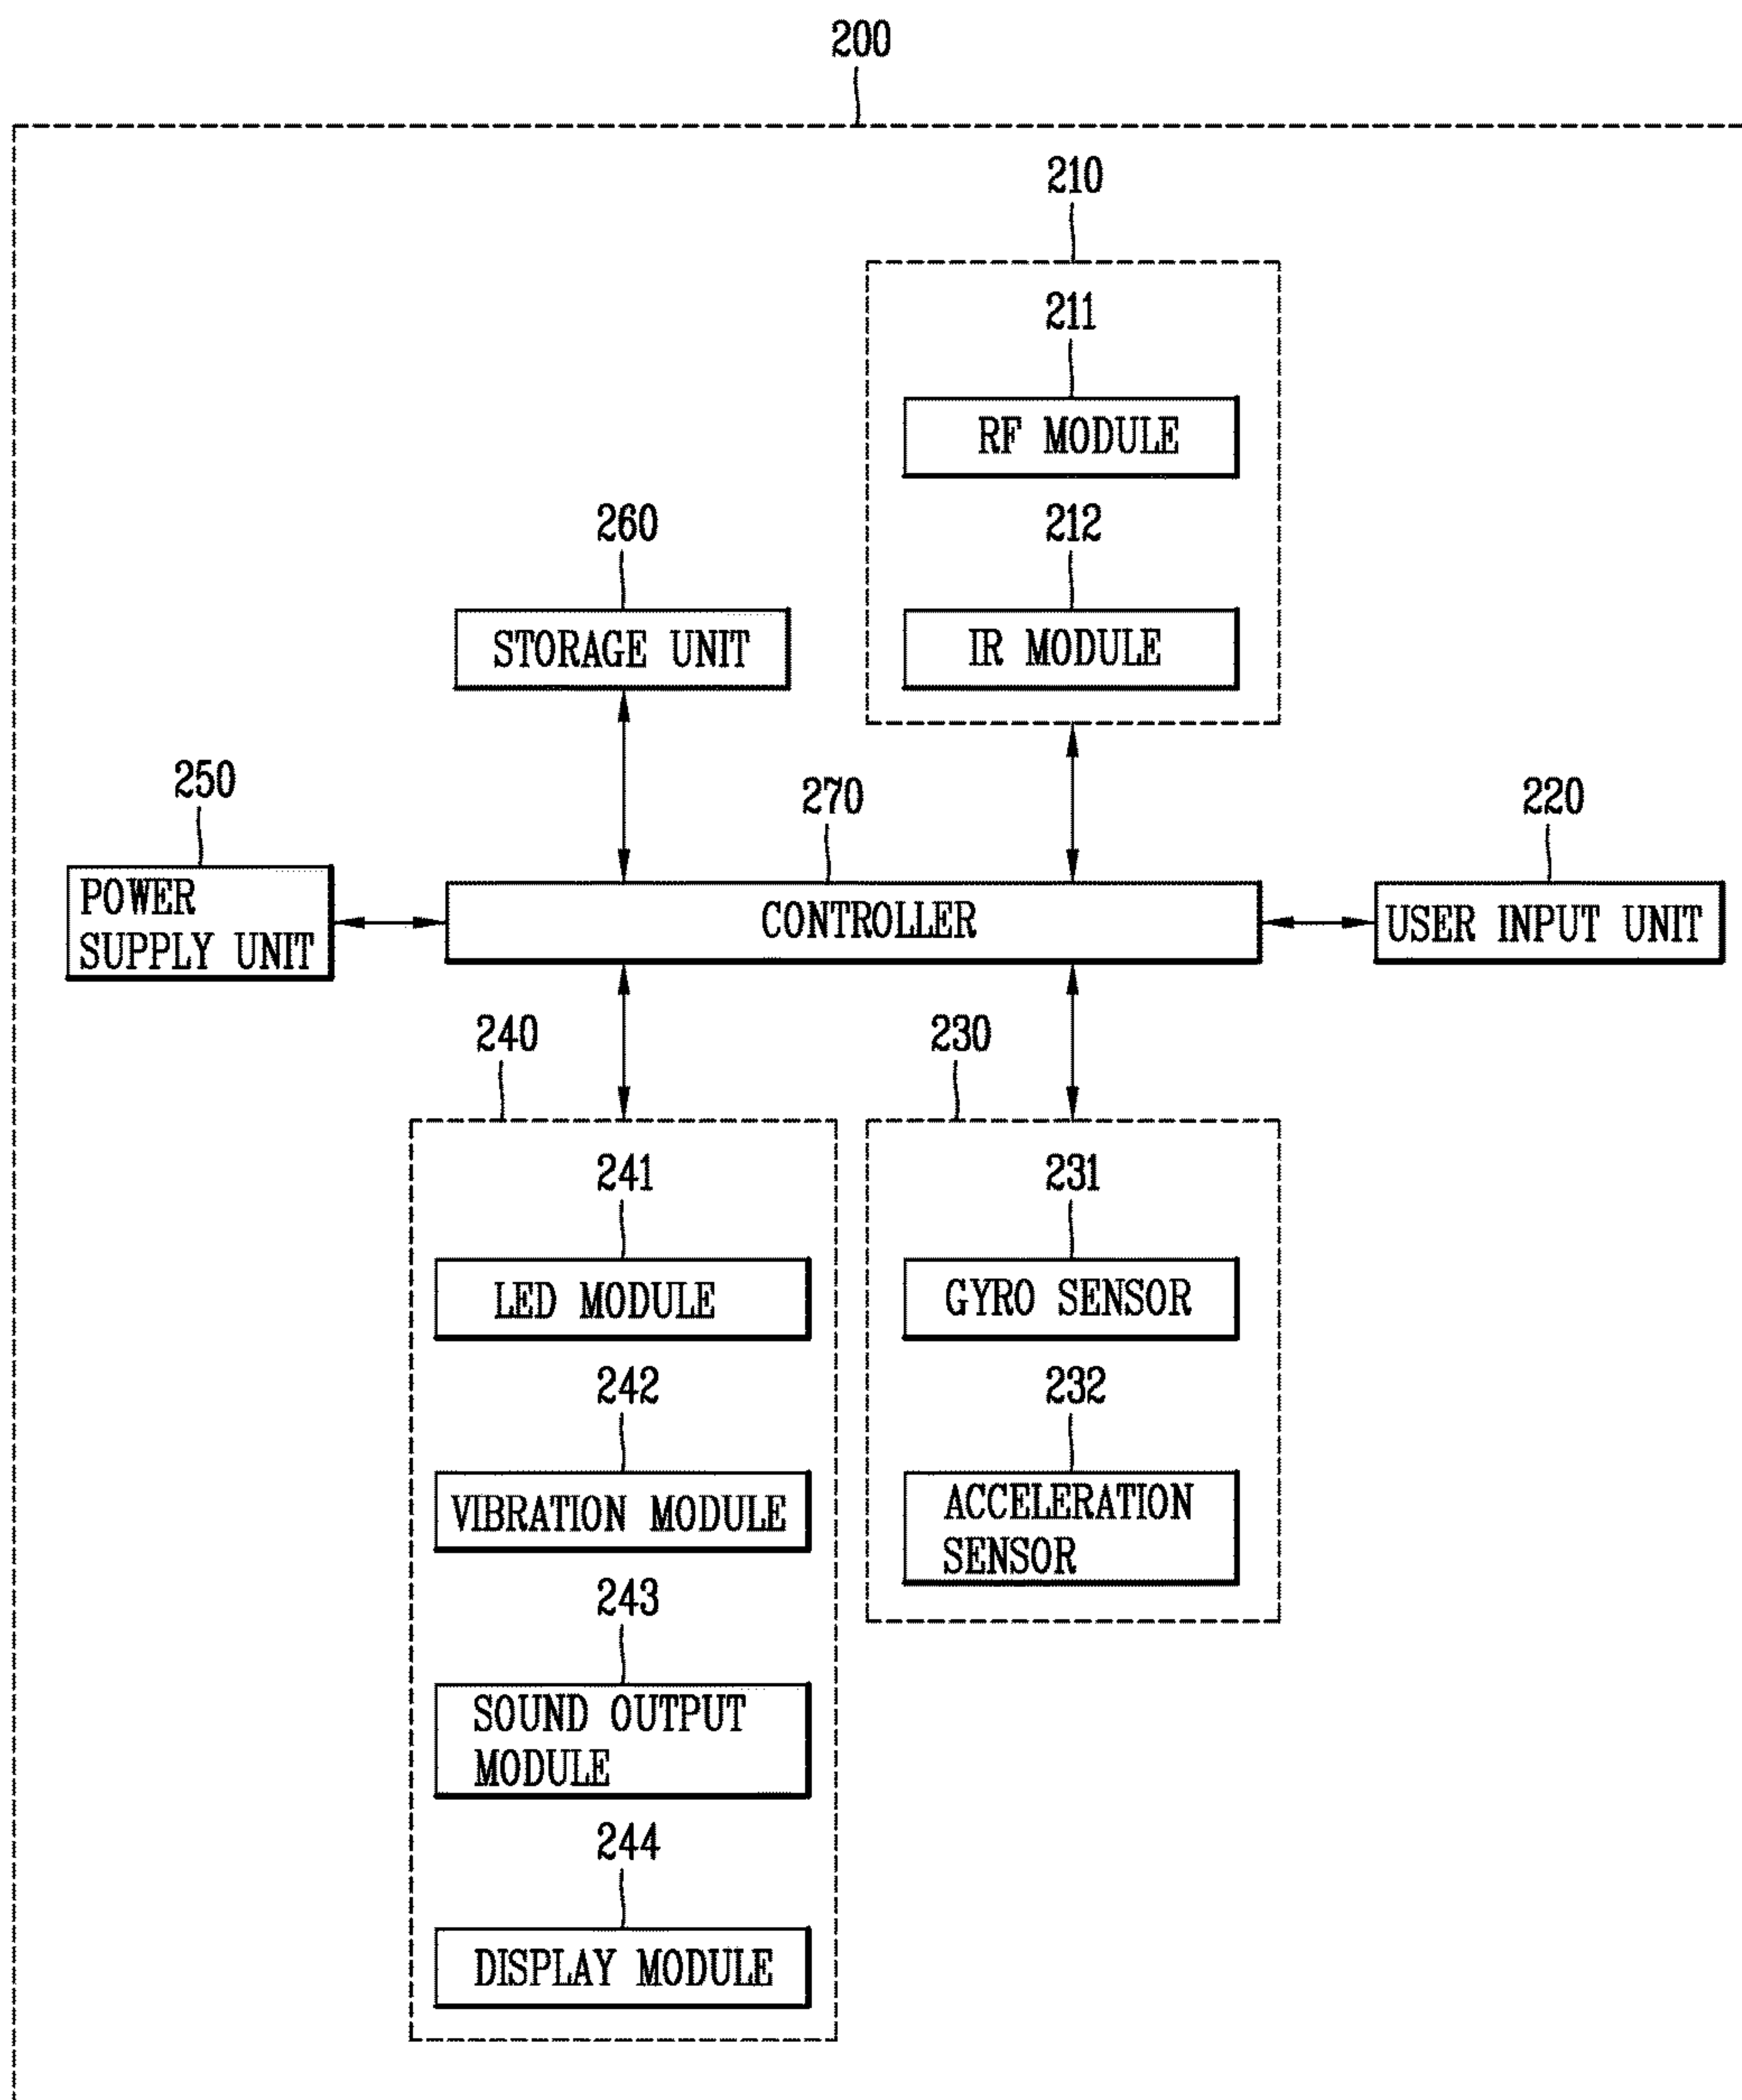 200
210
211
RF MODULE
260
212
STORAGE UNIT
IR MODULE
250
270
220
POWER
SUPPLY UNIT
CONTROLLER
USER INPUT UNIT
240
230
241
231
LED MODULE
GYRO SENSOR
242
232
VIBRATION MODULE
ACCELERATION
SENSOR
243
SOUND OUTPUT
MODULE
244
DISPLAY MODULE